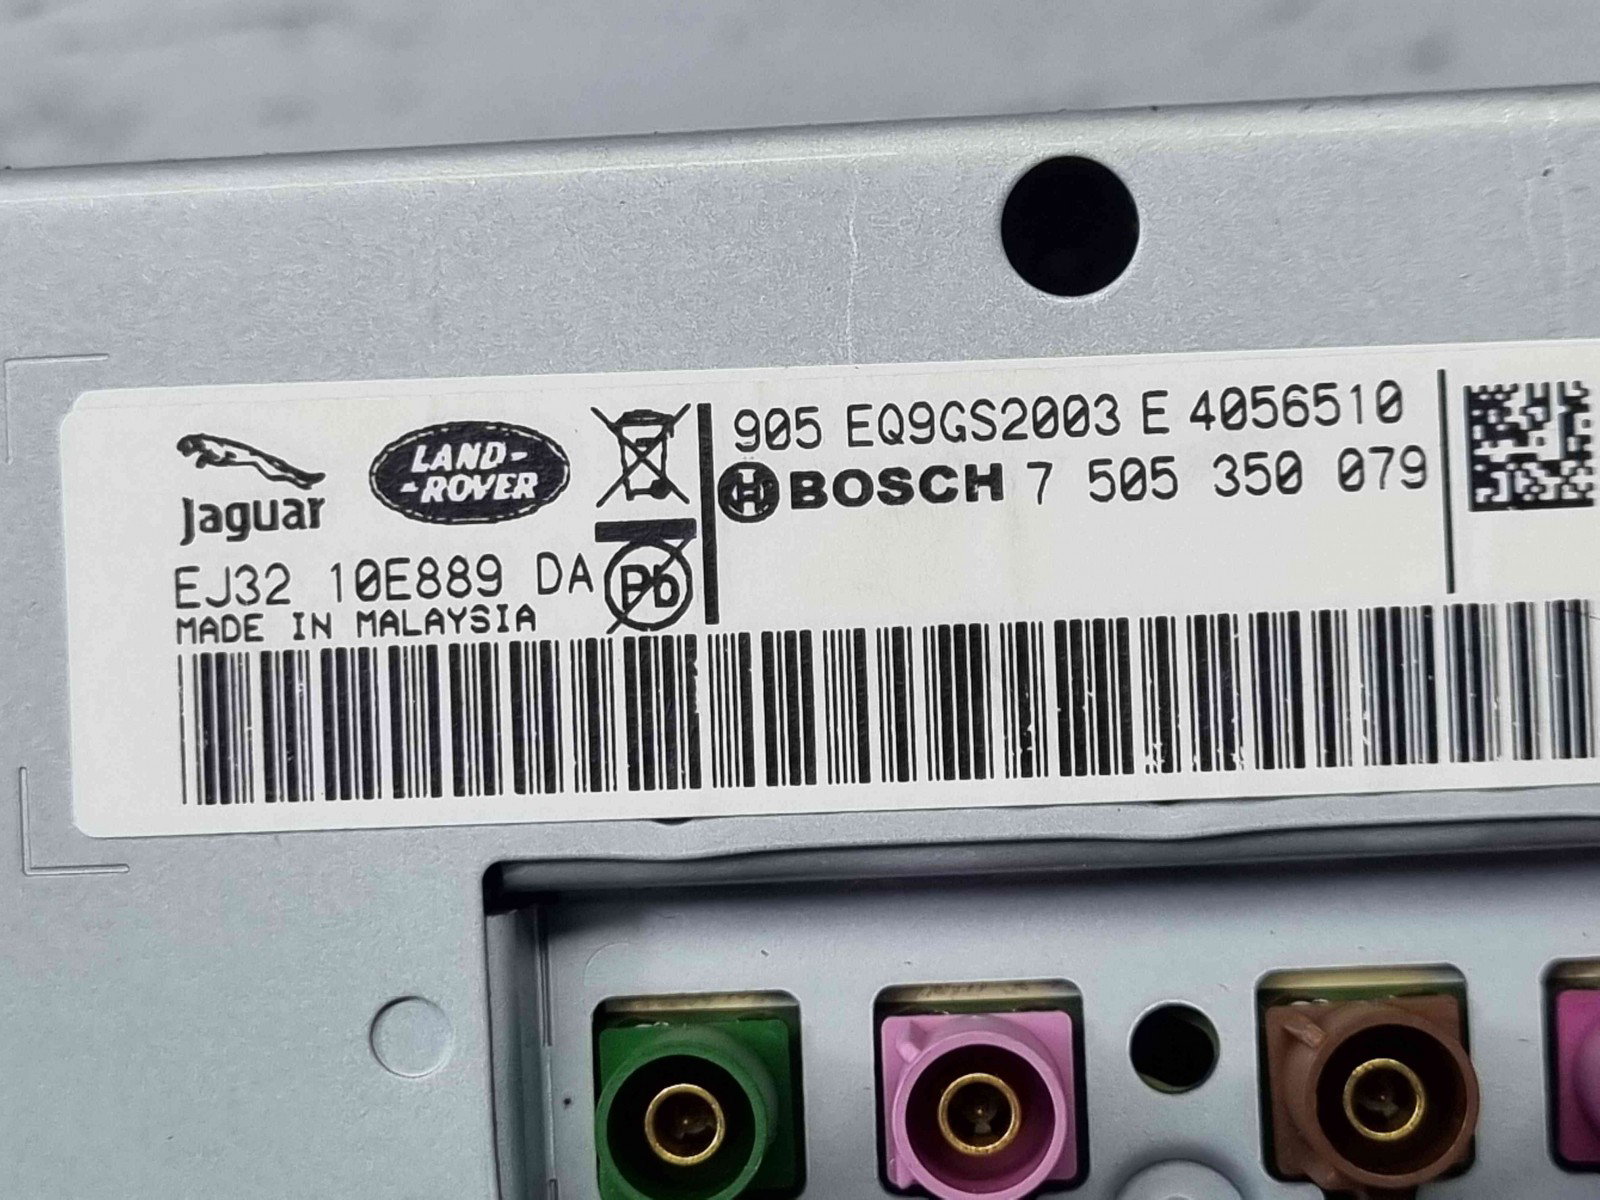 905 EQ9GS2003 E 4056510
BOSCH 7 505 350 079
Jaguar
LAND-
-ROVER
EJ32 10E889 DA
Pb
MADE IN MALAYSIA